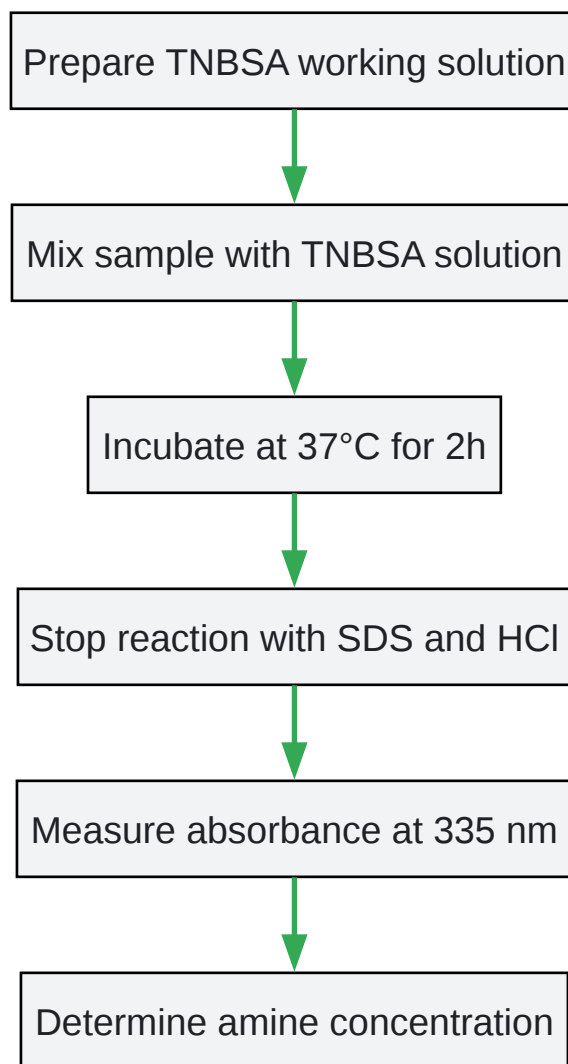 Prepare TNBSA working solution
Mix sample with TNBSA solution
Incubate at 37°C for 2h
Stop reaction with SDS and HCl
Measure absorbance at 335 nm
Determine amine concentration